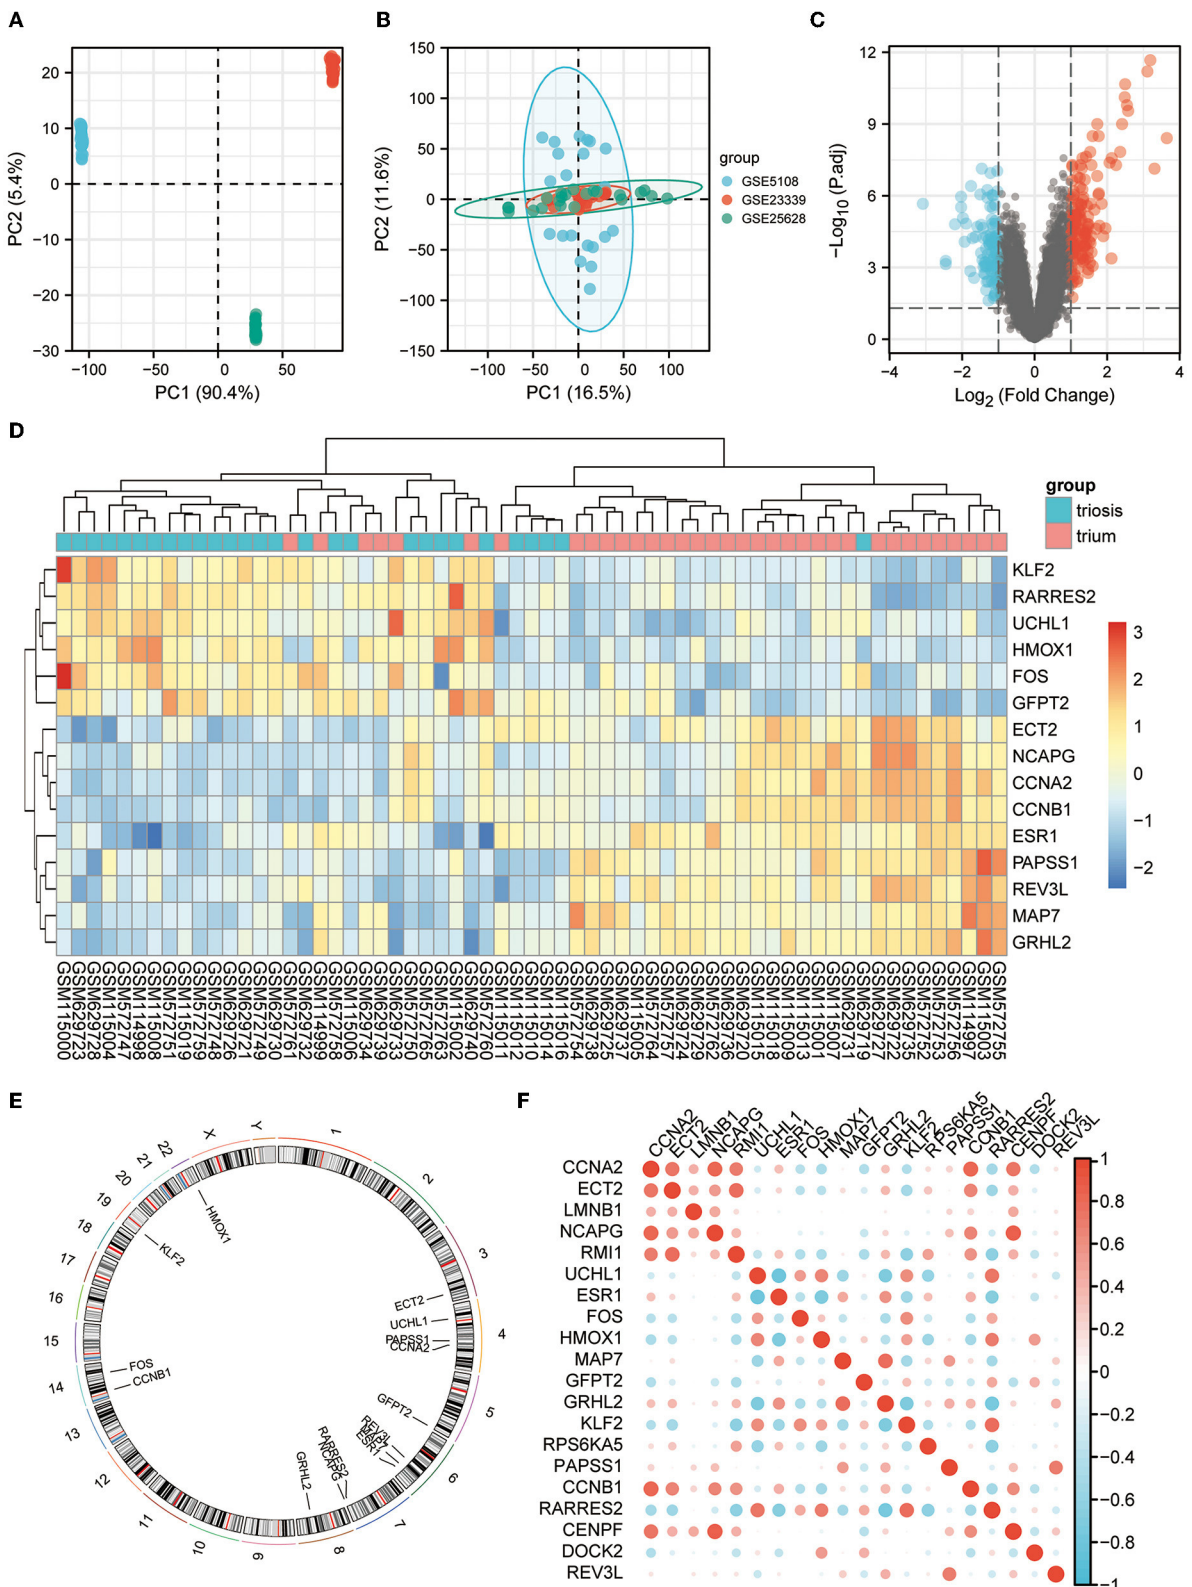 A
B
C
20
10
0
−10
−20
−30
−100
−50
0
50
PC2 (5.4%)
PC1 (90.4%)
150
100
50
0
−50
−100
−150
−100
−50
0
50
100
PC2 (11.6%)
PC1 (16.5%)
group
GSE5108
GSE23339
GSE25628
12
9
6
3
0
−4
−2
0
2
4
−Log10 (P.adj)
Log2 (Fold Change)
D
group
triosis
trium
KLF2
RARRES2
UCHL1
HMOX1
FOS
GFPT2
ECT2
NCAPG
CCNA2
CCNB1
ESR1
PAPSS1
REV3L
MAP7
GRHL2
3
2
1
0
−1
−2
GSM115000
GSM629723
GSM629728
GSM115004
GSM572747
GSM114998
GSM115008
GSM572751
GSM115019
GSM572759
GSM572748
GSM629726
GSM629721
GSM572749
GSM629730
GSM572761
GSM629732
GSM114999
GSM572758
GSM115006
GSM629734
GSM629739
GSM629733
GSM572750
GSM572765
GSM572763
GSM115002
GSM629740
GSM572760
GSM115011
GSM115012
GSM115010
GSM115014
GSM115016
GSM572754
GSM629738
GSM629725
GSM629737
GSM115005
GSM572764
GSM572757
GSM629724
GSM629729
GSM572762
GSM629736
GSM629720
GSM115015
GSM115018
GSM115009
GSM115013
GSM115001
GSM115007
GSM629731
GSM629719
GSM629727
GSM629722
GSM629735
GSM572752
GSM572753
GSM572756
GSM114997
GSM115003
GSM572755
E
1
2
3
4
5
6
7
8
9
10
11
12
13
14
15
16
17
18
19
20
21
22
X
Y
HMOX1
KLF2
ECT2
UCHL1
PAPSS1
CCNA2
FOS
CCNB1
GFPT2
REV3L
MAP7
ESR1
RARRES2
NCAPG
GRHL2
F
CCNA2
ECT2
LMNB1
NCAPG
RMI1
UCHL1
ESR1
FOS
HMOX1
MAP7
GFPT2
GRHL2
KLF2
RPS6KA5
PAPSS1
CCNB1
RARRES2
CENPF
DOCK2
REV3L
CCNA2
ECT2
LMNB1
NCAPG
RMI1
UCHL1
ESR1
FOS
HMOX1
MAP7
GFPT2
GRHL2
KLF2
RPS6KA5
PAPSS1
CCNB1
RARRES2
CENPF
DOCK2
REV3L
1
0.8
0.6
0.4
0.2
0
−0.2
−0.4
−0.6
−0.8
−1